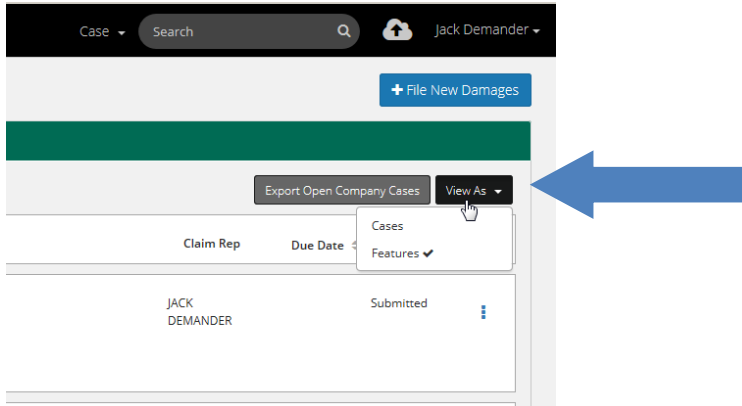 Case
Search
Jack Demander
+ File New Damages
Export Open Company Cases
View As
Cases
Features ✔
Claim Rep
Due Date
JACK
DEMANDER
Submitted